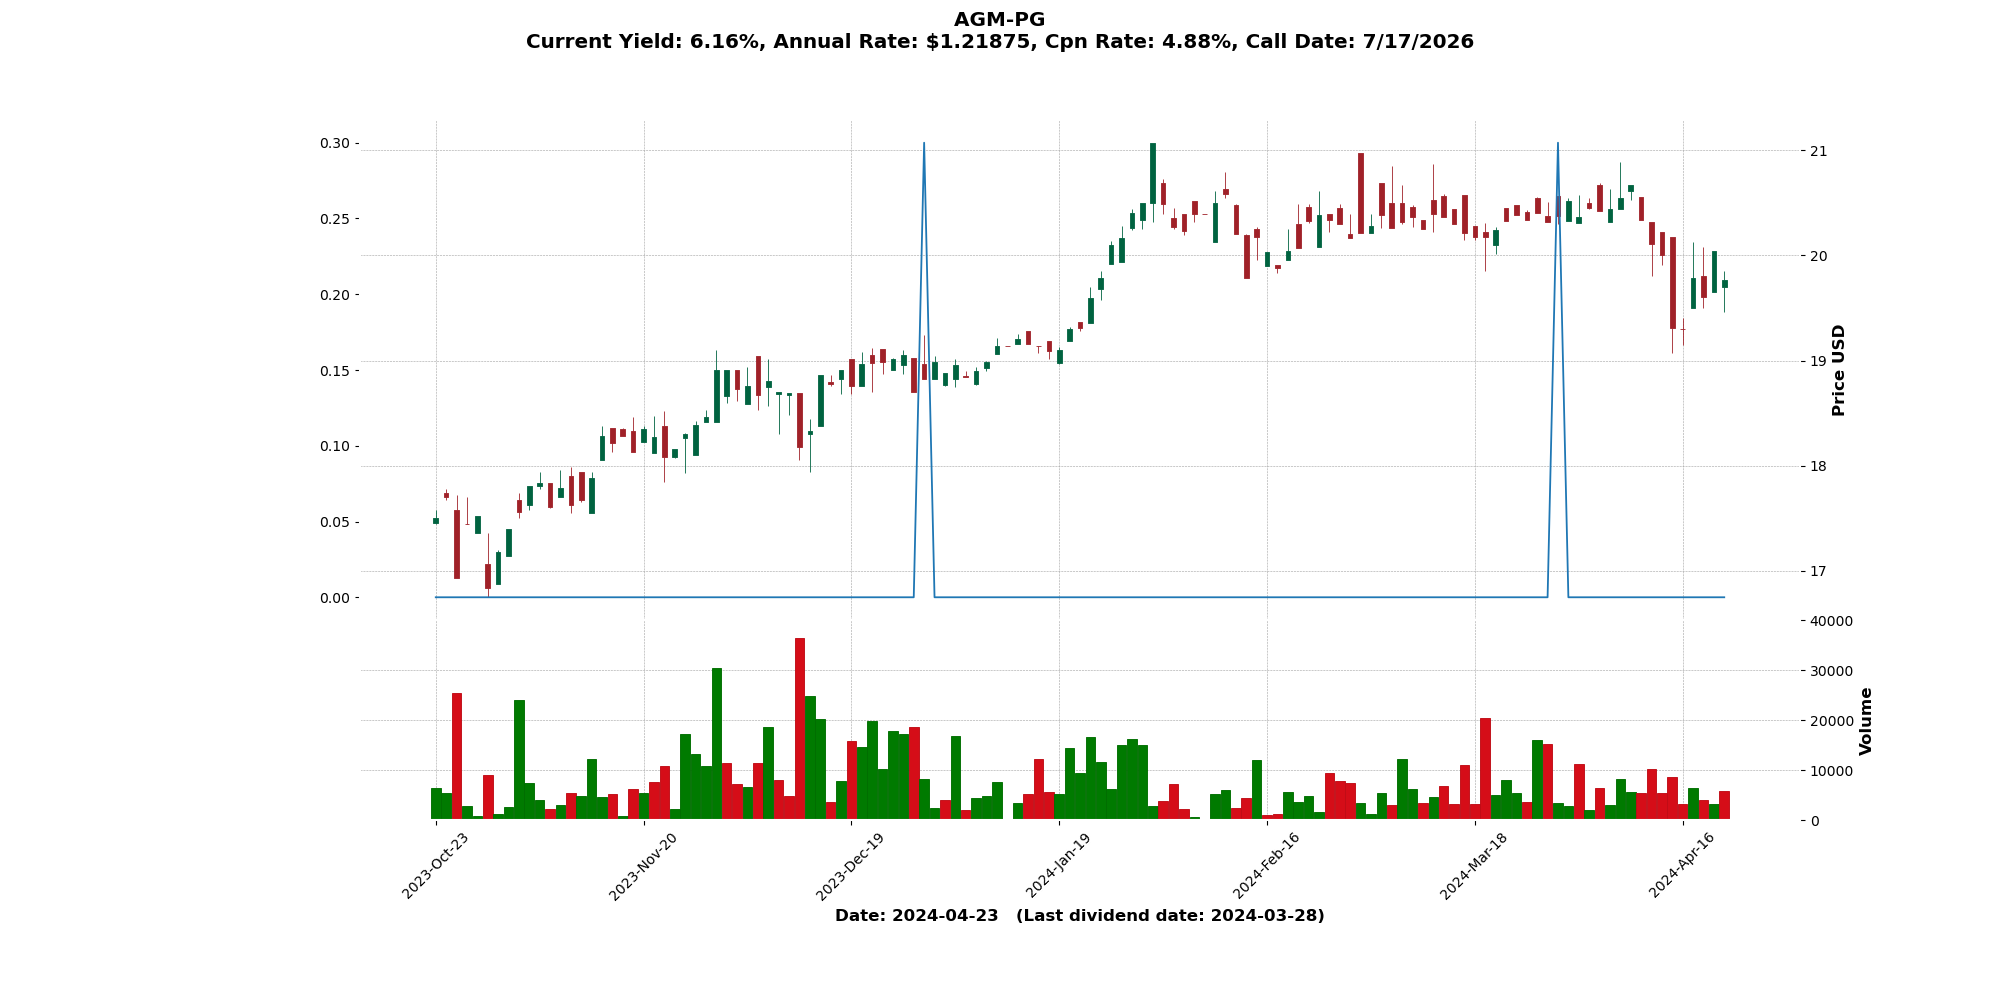 AGM-PG
Current Yield: 6.16%, Annual Rate: $1.21875, Cpn Rate: 4.88%, Call Date: 7/17/2026
0.30
0.25
0.20
0.15
0.10
0.05
0.00
21
20
19
18
17
Price USD
40000
30000
20000
10000
0
Volume
2023-Oct-23
2023-Nov-20
2023-Dec-19
2024-Jan-19
2024-Feb-16
2024-Mar-18
2024-Apr-16
Date: 2024-04-23   (Last dividend date: 2024-03-28)